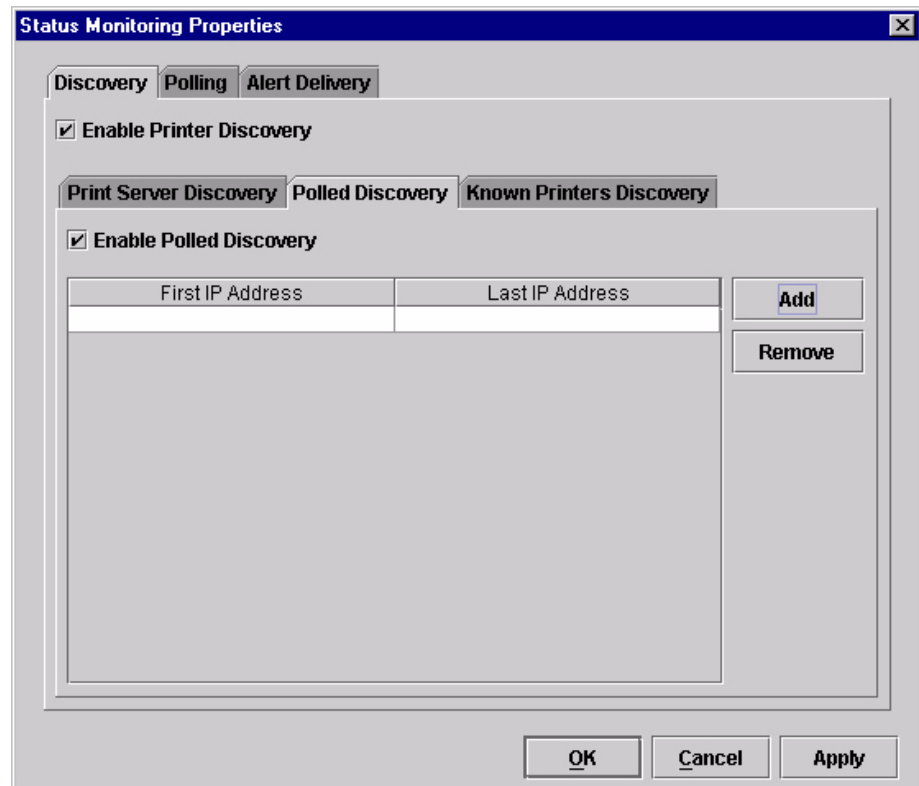 Status Monitoring Properties
Discovery Polling Alert Delivery
Enable Printer Discovery
Print Server Discovery Polled Discovery Known Printers Discovery
Enable Polled Discovery
First IP Address Last IP Address
Add
Remove
OK Cancel Apply